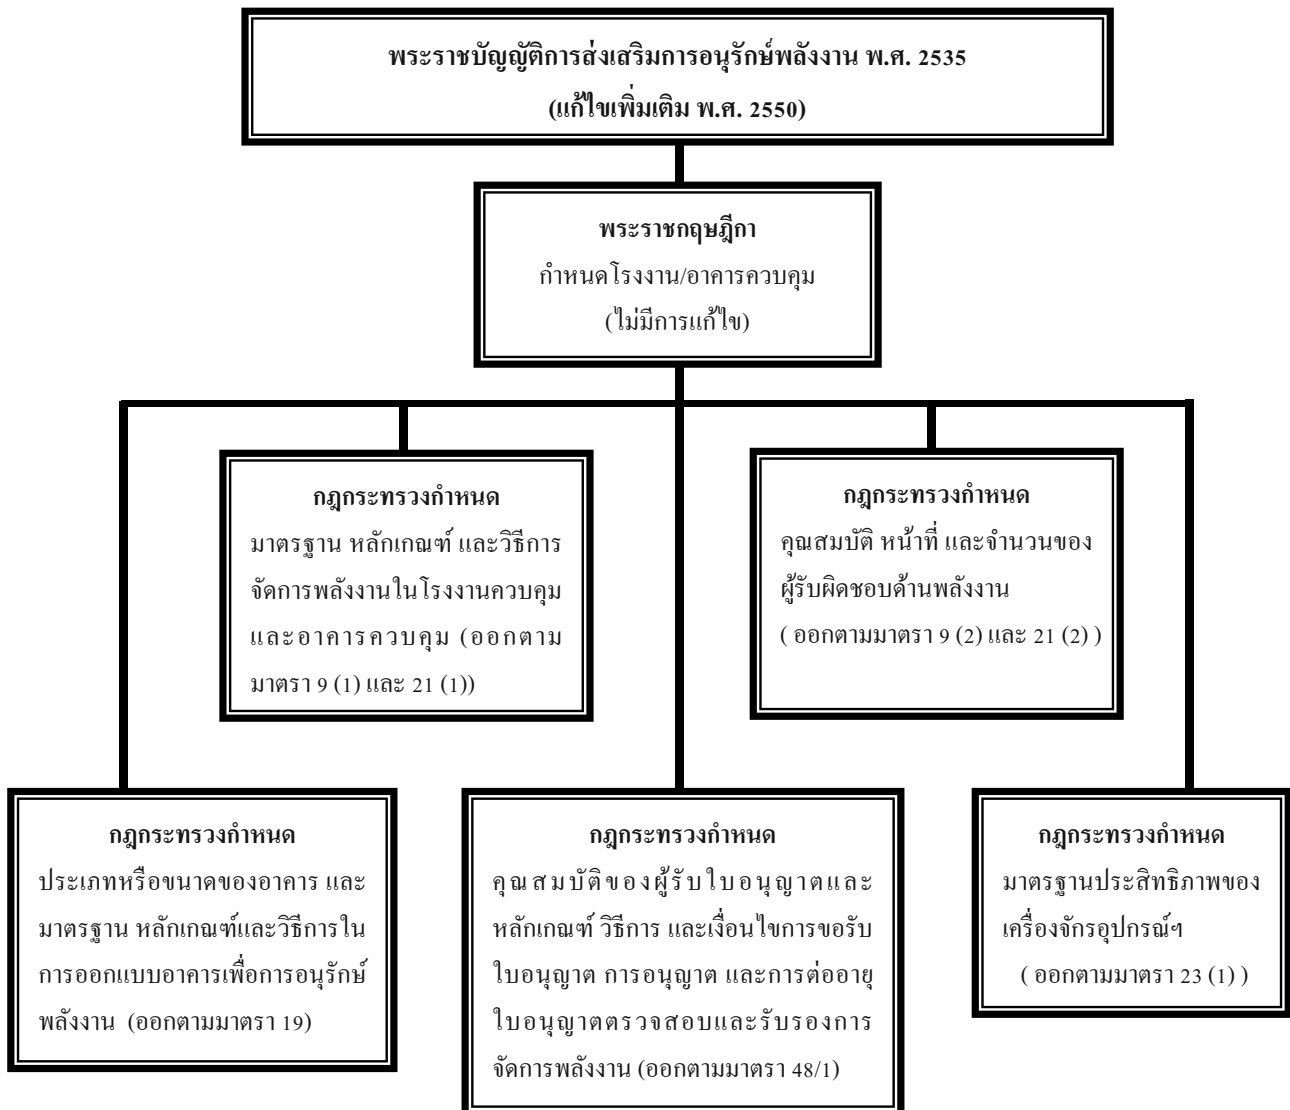 พระราชบัญญัติการส่งเสริมการอนุรักษ์พลังงาน พ.ศ. 2535
(แก้ไขเพิ่มเติม พ.ศ. 2550)
พระราชกฤษฎีกา
กำหนดโรงงาน/อาคารควบคุม
(ไม่มีการแก้ไข)
กฎกระทรวงกำหนด
มาตรฐาน หลักเกณฑ์ และวิธีการ
จัดการพลังงานในโรงงานควบคุม
และอาคารควบคุม (ออกตาม
มาตรา 9 (1) และ 21 (1))
กฎกระทรวงกำหนด
คุณสมบัติ หน้าที่ และจำนวนของ
ผู้รับผิดชอบด้านพลังงาน
( ออกตามมาตรา 9 (2) และ 21 (2) )
กฎกระทรวงกำหนด
ประเภทหรือขนาดของอาคาร และ
มาตรฐาน หลักเกณฑ์และวิธีการใน
การออกแบบอาคารเพื่อการอนุรักษ์
พลังงาน (ออกตามมาตรา 19)
กฎกระทรวงกำหนด
คุณสมบัติของผู้รับใบอนุญาตและ
หลักเกณฑ์ วิธีการ และเงื่อนไขการขอรับ
ใบอนุญาต การอนุญาต และการต่ออายุ
ใบอนุญาตตรวจสอบและรับรองการ
จัดการพลังงาน (ออกตามมาตรา 48/1)
กฎกระทรวงกำหนด
มาตรฐานประสิทธิภาพของ
เครื่องจักรอุปกรณ์ฯ
( ออกตามมาตรา 23 (1) )